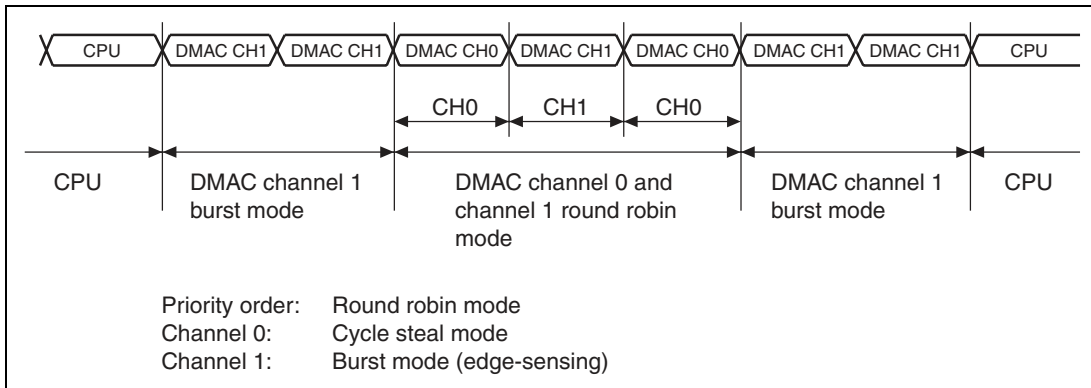 CPU DMAC CH1 DMAC CH1 DMAC CH0 DMAC CH1 DMAC CH0 DMAC CH1 DMAC CH1 CPU
CH0 CH1 CH0
CPU
DMAC channel 1
burst mode
DMAC channel 0 and
channel 1 round robin
mode
DMAC channel 1
burst mode
CPU
Priority order: Round robin mode
Channel 0: Cycle steal mode
Channel 1: Burst mode (edge-sensing)